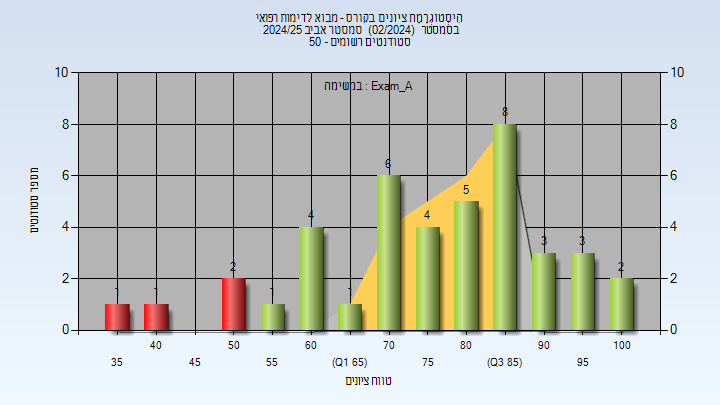 הִיסְטוֹגְרָמַת ציונים בקורס - מבוא לדימות רפואי
בסמסטר (02/2024) סמסטר אביב 2024/25
סטודנטים רשומים - 50
במשימה : Exam_A
מספר סטודנטים
10 10
8 8
6 6
4 4
2 2
0 0
1 1 2 1 4 1 6 4 5 8 3 3 2
40 50 60 70 80 90 100
35 45 55 (Q1 65) 75 (Q3 85) 95
טווח ציונים